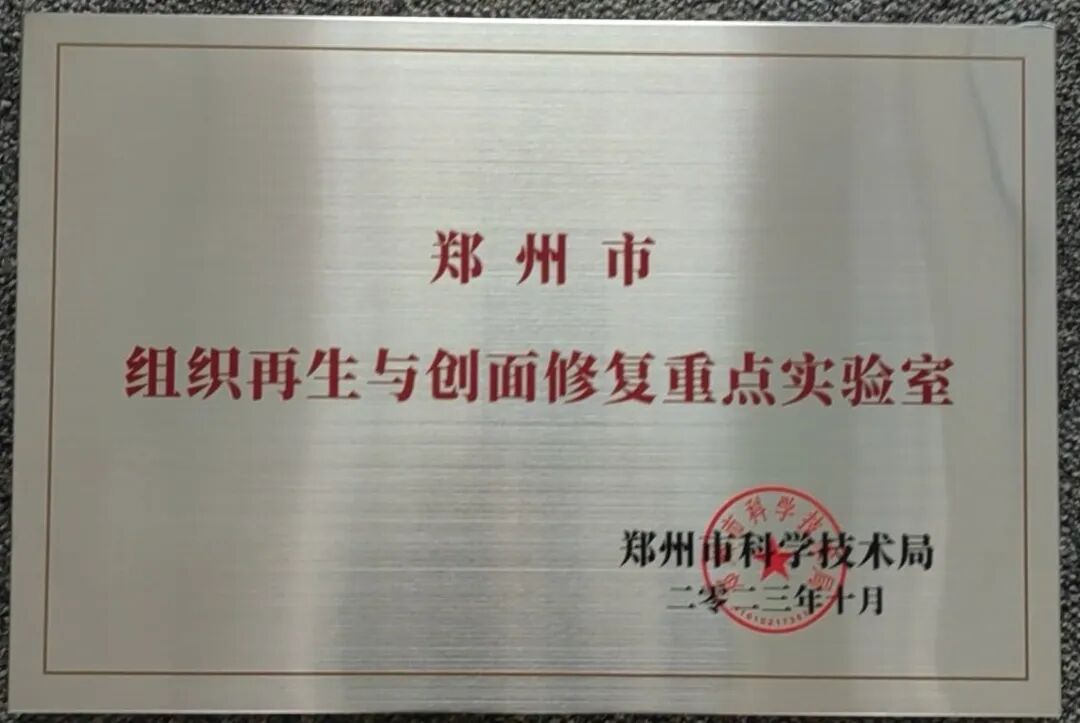 郑州市
组织再生与创面修复重点实验室
郑州市科学技术局
二零二三年十月